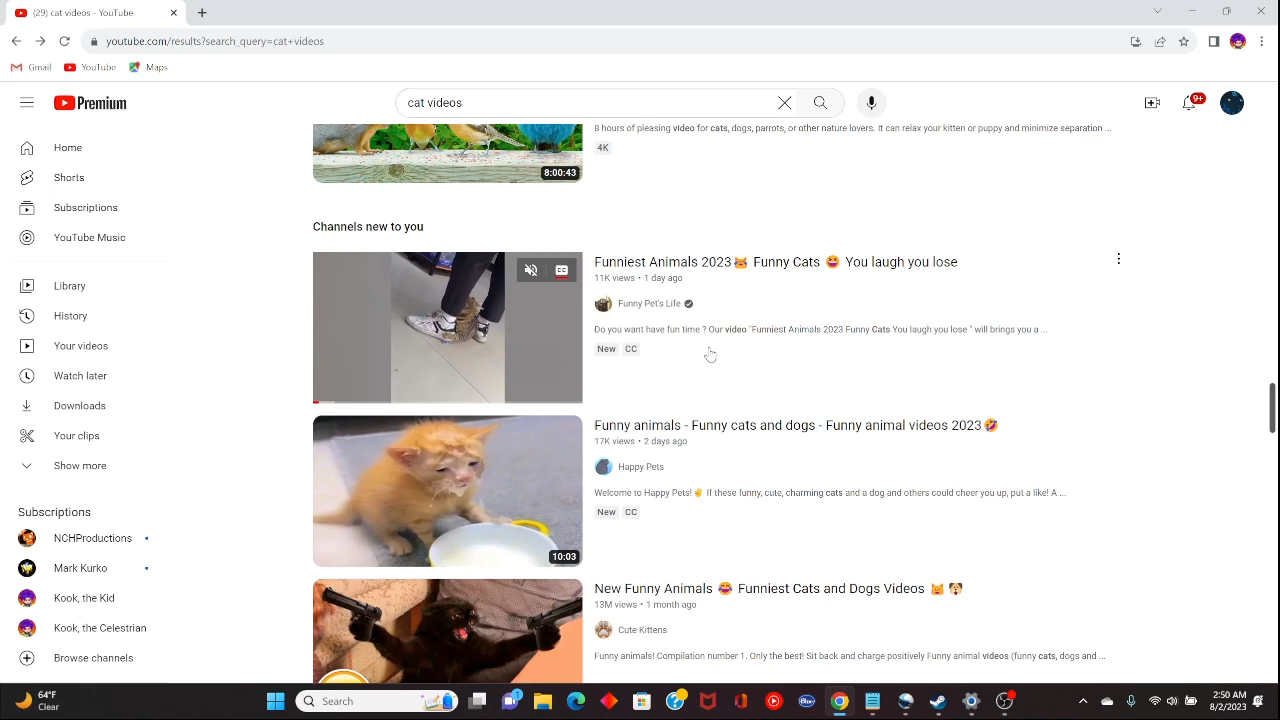 (29) cat videos - YouTube
youtube.com/results?search_query=cat+videos
Gmail YouTube Maps
Premium
cat videos
9+
Home
Shorts
Subscriptions
YouTube Music
Library
History
Your videos
Watch later
Downloads
Your clips
Show more
Subscriptions
NCHProductions
Mark Kurko
Kook, the Kid
Kook, the Celestrian
Browse channels
8:00:43
8 hours of pleasing video for cats, dogs, parrots, or other nature lovers. It can relax your kitten or puppy and minimize separation ...
4K
Channels new to you
CC
Funniest Animals 2023😹 Funny Cats 😆 You laugh you lose
11K views • 1 day ago
Funny Pet's Life
Do you want have fun time ? Our video "Funniest Animals 2023 Funny Cats You laugh you lose " will brings you a ...
New CC
10:03
Funny animals - Funny cats and dogs - Funny animal videos 2023🤣
17K views • 2 days ago
Happy Pets
Welcome to Happy Pets!✌ If these funny, cute, charming cats and a dog and others could cheer you up, put a like! A ...
New CC
New Funny Animals 😂 Funniest Cats and Dogs Videos 😺🐶
13M views • 1 month ago
Cute Kittens
Funny animals! Compilation number 1. Only the best! Sit back and charge positively Funny animal videos (funny cats, dogs and ...
64°F
Clear
Search
2:50 AM
8/2/2023